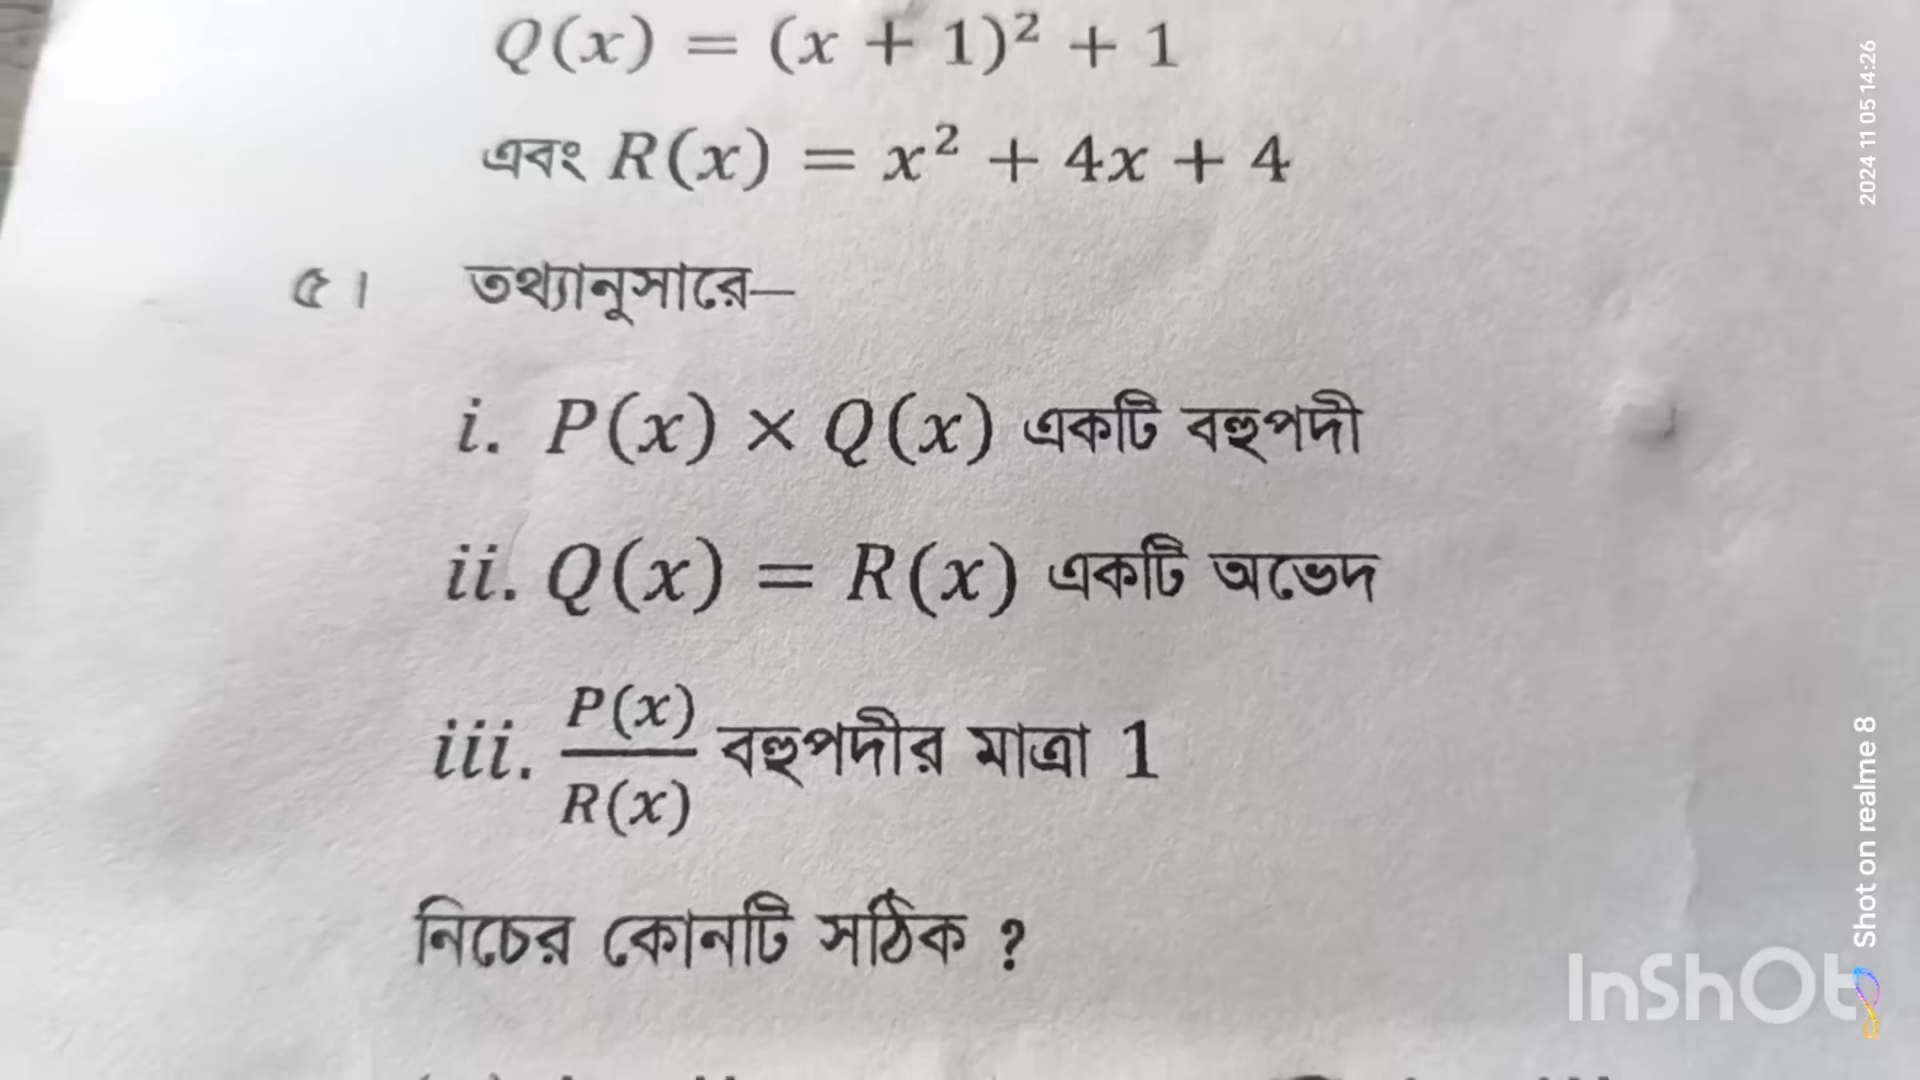 Q(x) = (x + 1)² + 1
এবং R(x) = x² + 4x + 4
৫। তথ্যানুসারে–
i. P(x) × Q(x) একটি বহুপদী
ii. Q(x) = R(x) একটি অভেদ
iii. P(x)/R(x) বহুপদীর মাত্রা 1
নিচের কোনটি সঠিক ?
2024 11 05 14:26
Shot on realme 8
InShOt